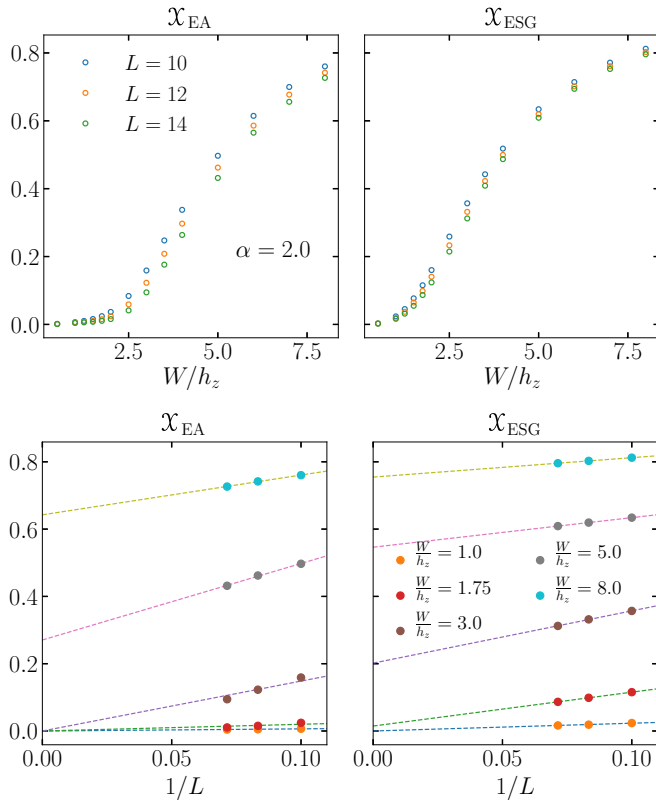 χ_EA χ_ESG
0.8
0.6
0.4
0.2
0.0
L = 10
L = 12
L = 14
α = 2.0
2.5 5.0 7.5 2.5 5.0 7.5
W/h_z W/h_z
χ_EA χ_ESG
0.8
0.6
0.4
0.2
0.0
W/h_z = 1.0 W/h_z = 5.0
W/h_z = 1.75 W/h_z = 8.0
W/h_z = 3.0
0.00 0.05 0.10 0.00 0.05 0.10
1/L 1/L